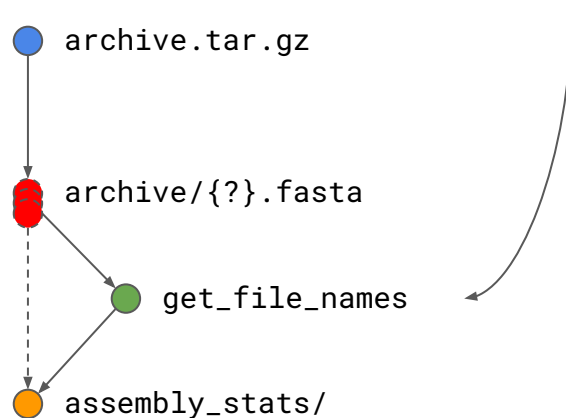 archive.tar.gz
archive/{?}.fasta
get_file_names
assembly_stats/